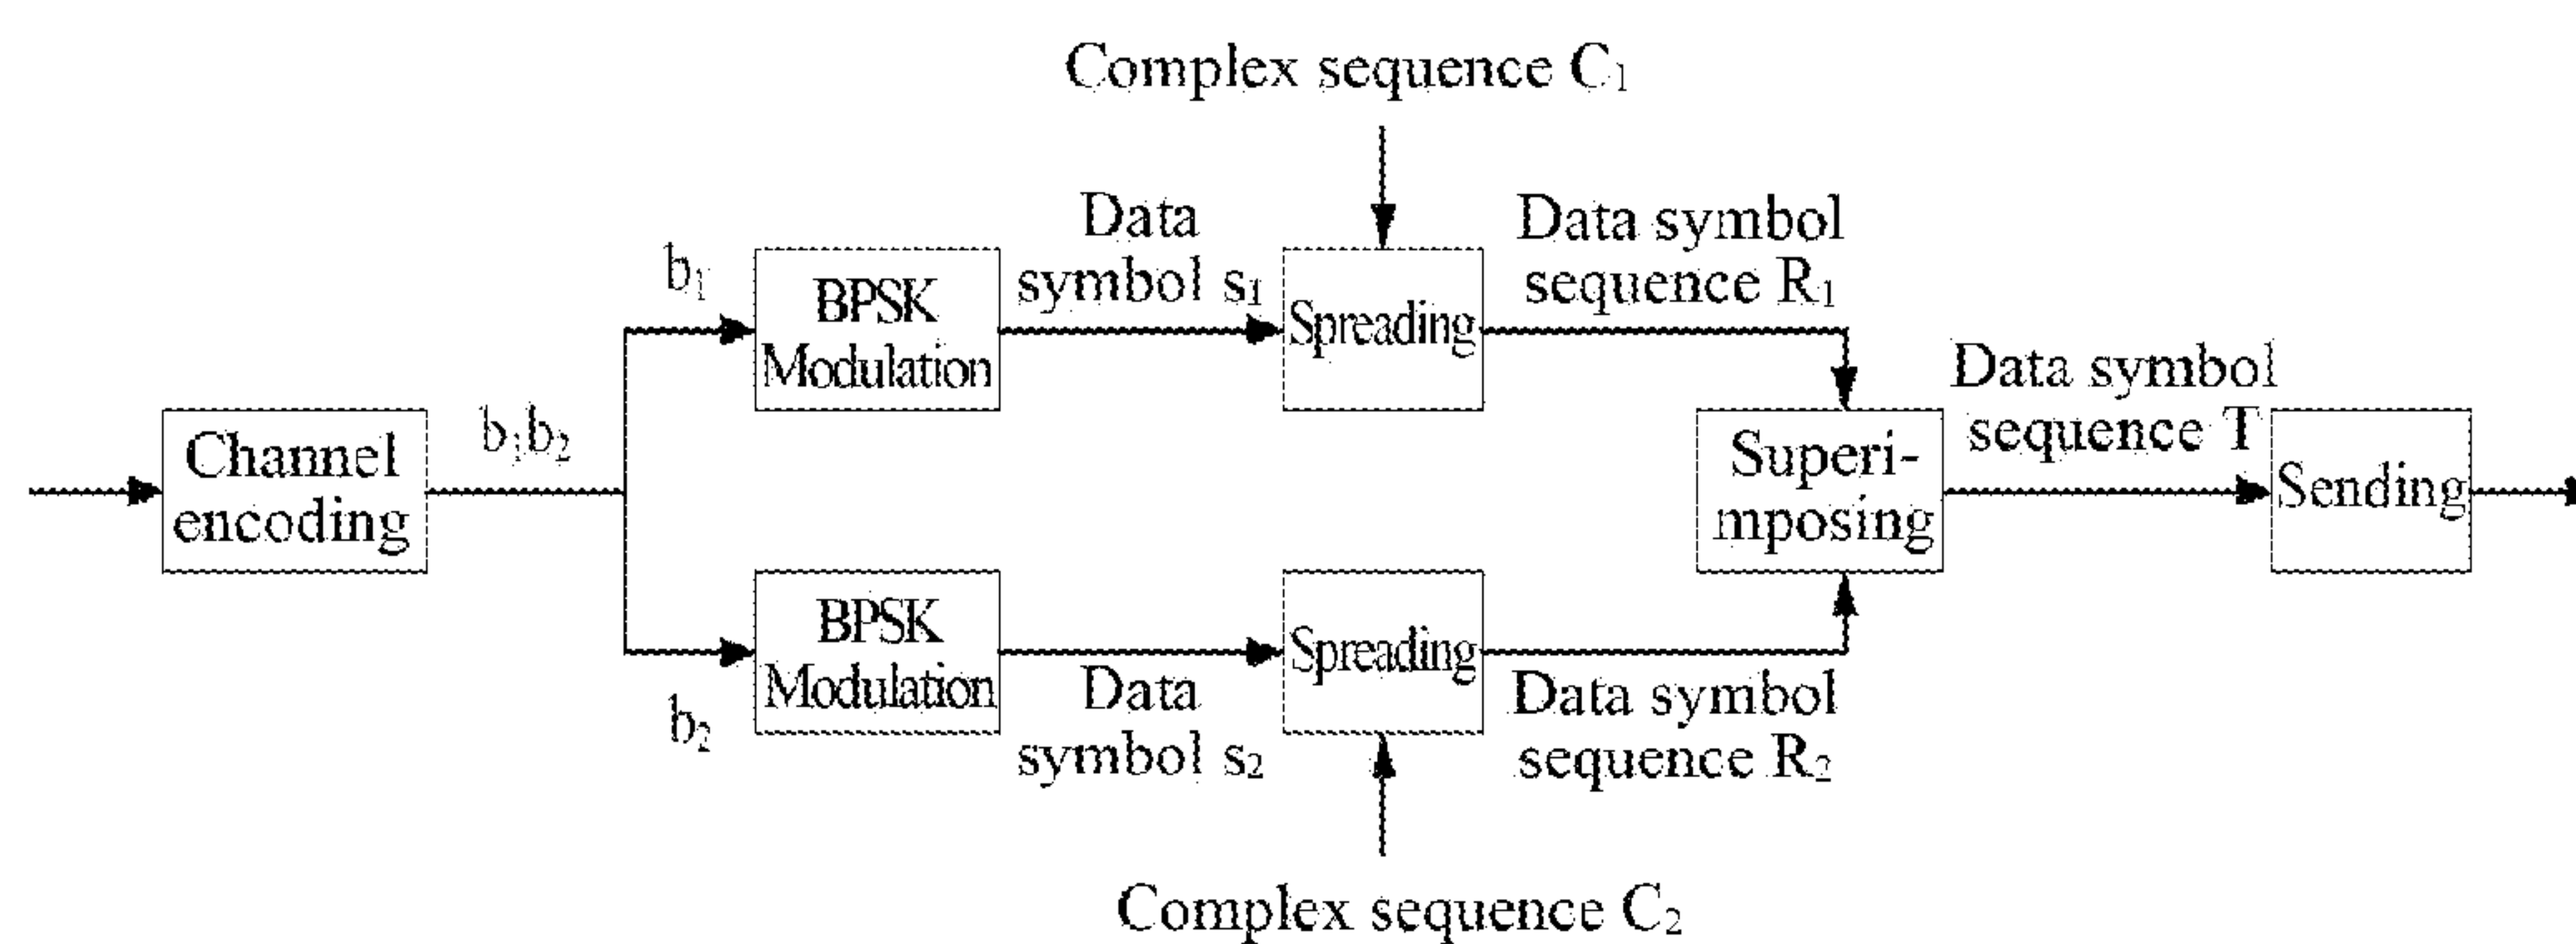 Complex sequence C₁
Data
symbol s₁
Data symbol
sequence R₁
b₁
BPSK
Modulation
Spreading
Data symbol
sequence T
b₁b₂
Channel
encoding
Superi-
mposing
Sending
BPSK
Modulation
Spreading
b₂
Data
symbol s₂
Data symbol
sequence R₂
Complex sequence C₂